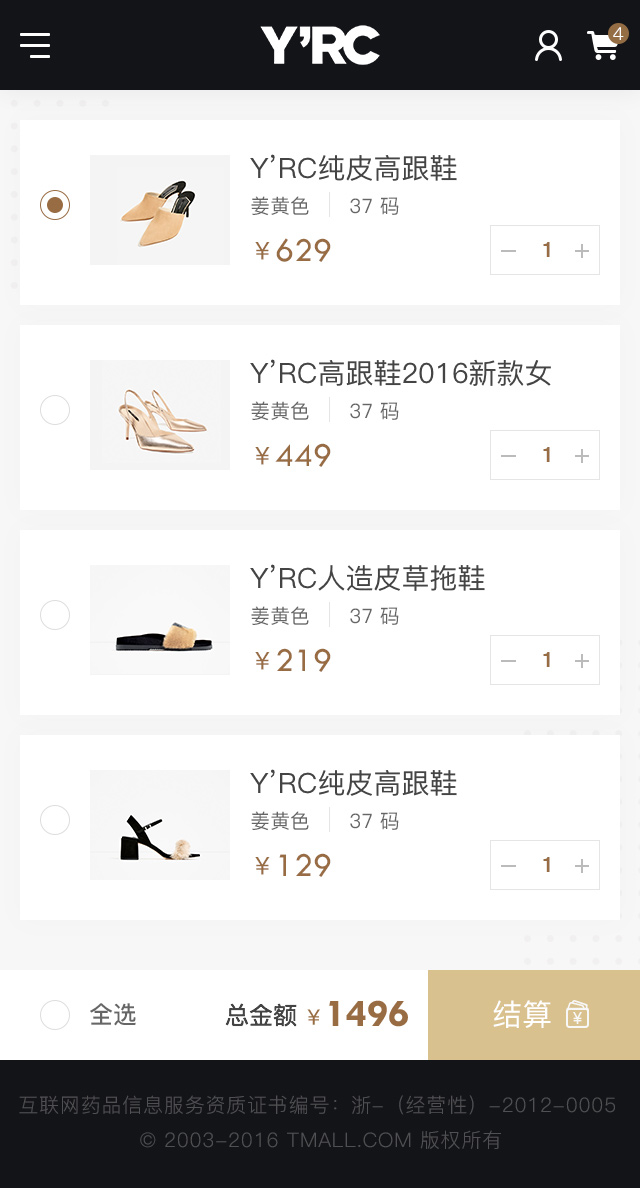 Y’RC
4
Y’RC纯皮高跟鞋
姜黄色 37 码
¥629
1
Y’RC高跟鞋2016新款女
姜黄色 37 码
¥449
1
Y’RC人造皮草拖鞋
姜黄色 37 码
¥219
1
Y’RC纯皮高跟鞋
姜黄色 37 码
¥129
1
全选 总金额 ¥1496 结算 ¥
互联网药品信息服务资质证书编号：浙-（经营性）-2012-0005
© 2003-2016 TMALL.COM 版权所有